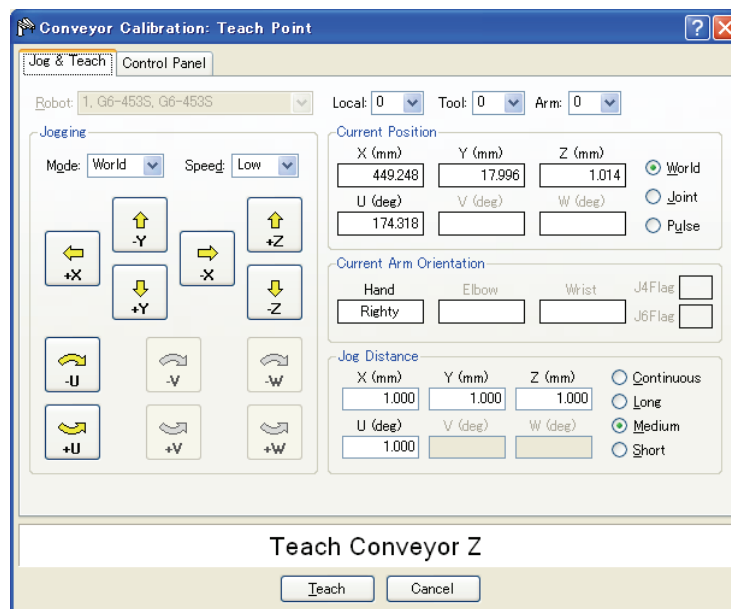 Conveyor Calibration: Teach Point
Jog & Teach Control Panel
Robot: 1, G6-453S, G6-453S Local: 0 Tool: 0 Arm: 0
Jogging
Mode: World Speed: Low
+X -Y -X +Z
+Y -Z
-U -V -W
+U +V +W
Current Position
X (mm) Y (mm) Z (mm)
449.248 17.996 1.014
U (deg) V (deg) W (deg)
174.318
World
Joint
Pulse
Current Arm Orientation
Hand Elbow Wrist J4Flag
Righty J6Flag
Jog Distance
X (mm) Y (mm) Z (mm)
1.000 1.000 1.000
U (deg) V (deg) W (deg)
1.000
Continuous
Long
Medium
Short
Teach Conveyor Z
Teach Cancel